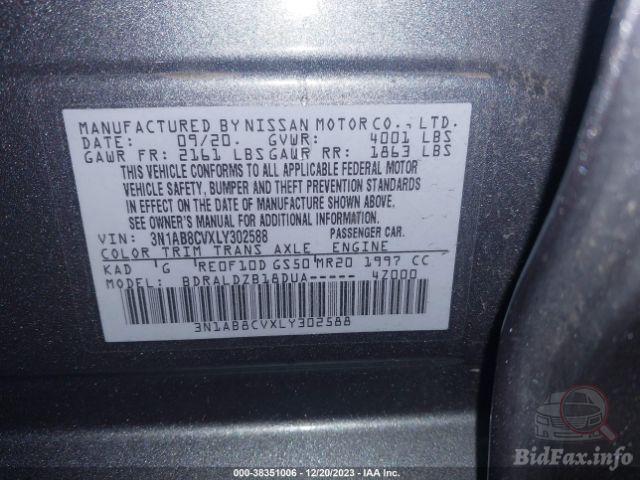 MANUFACTURED BY NISSAN MOTOR CO., LTD.
DATE: 09/20. GVWR: 4001 LBS
GAWR FR: 2161 LBS GAWR RR: 1863 LBS
THIS VEHICLE CONFORMS TO ALL APPLICABLE FEDERAL MOTOR
VEHICLE SAFETY, BUMPER AND THEFT PREVENTION STANDARDS
IN EFFECT ON THE DATE OF MANUFACTURE SHOWN ABOVE.
SEE OWNER'S MANUAL FOR ADDITIONAL INFORMATION.
VIN: 3N1AB8CVXLY302588 PASSENGER CAR.
COLOR TRIM TRANS AXLE ENGINE
KAD G RE0F10D GS50 MR20 1997 CC
MODEL: BDRALDZB18DUA----- 4Z000
3N1AB8CVXLY302588
BidFax.info
000-38351006 - 12/20/2023 - IAA Inc.